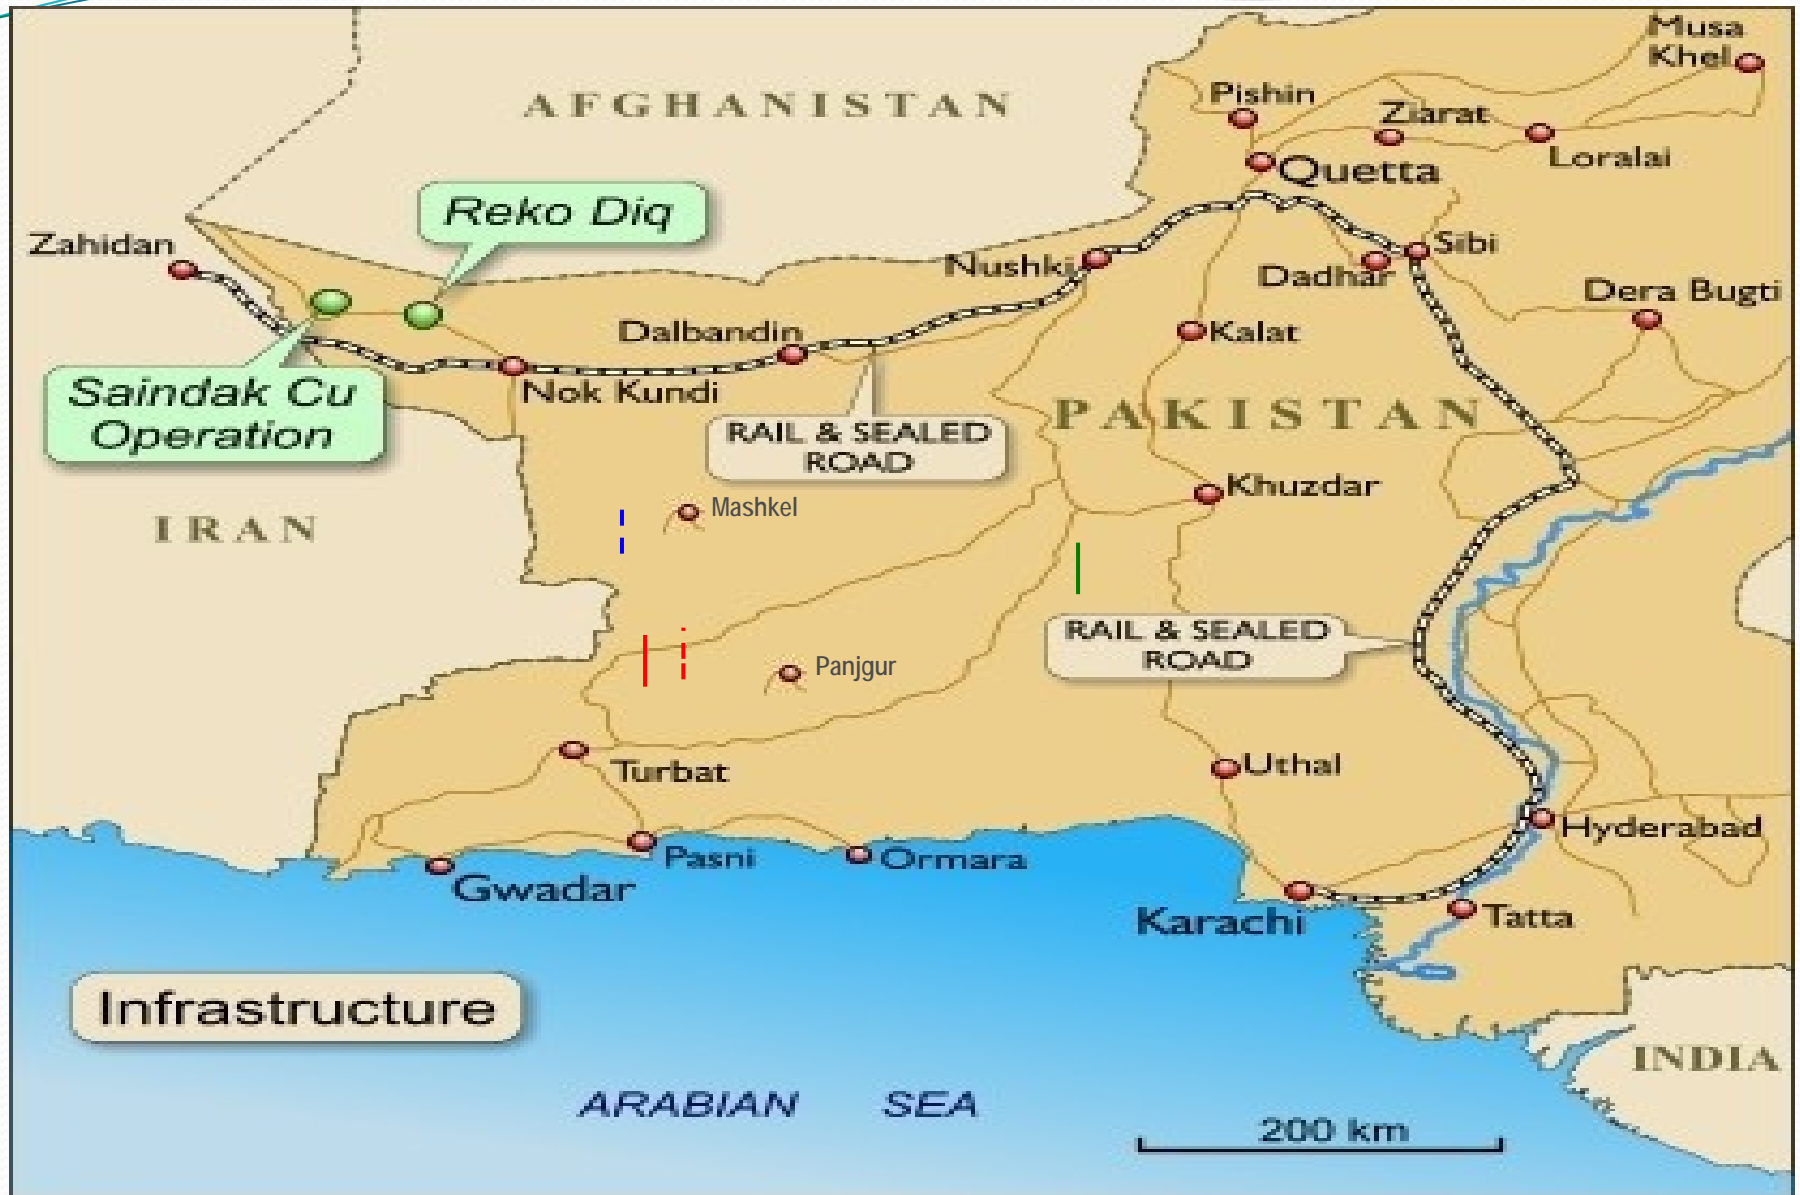 Musa
Khel
AFGHANISTAN
Pishin
Ziarat
Loralai
Quetta
Reko Diq
Zahidan
Nushki
Sibi
Dadhar
Dera Bugti
Dalbandin
Kalat
Saindak Cu
Operation
Nok Kundi
PAKISTAN
RAIL & SEALED
ROAD
Khuzdar
Mashkel
IRAN
RAIL & SEALED
ROAD
Panjgur
Turbat
Uthal
Hyderabad
Pasni
Ormara
Gwadar
Karachi
Tatta
Infrastructure
INDIA
ARABIAN SEA
200 km